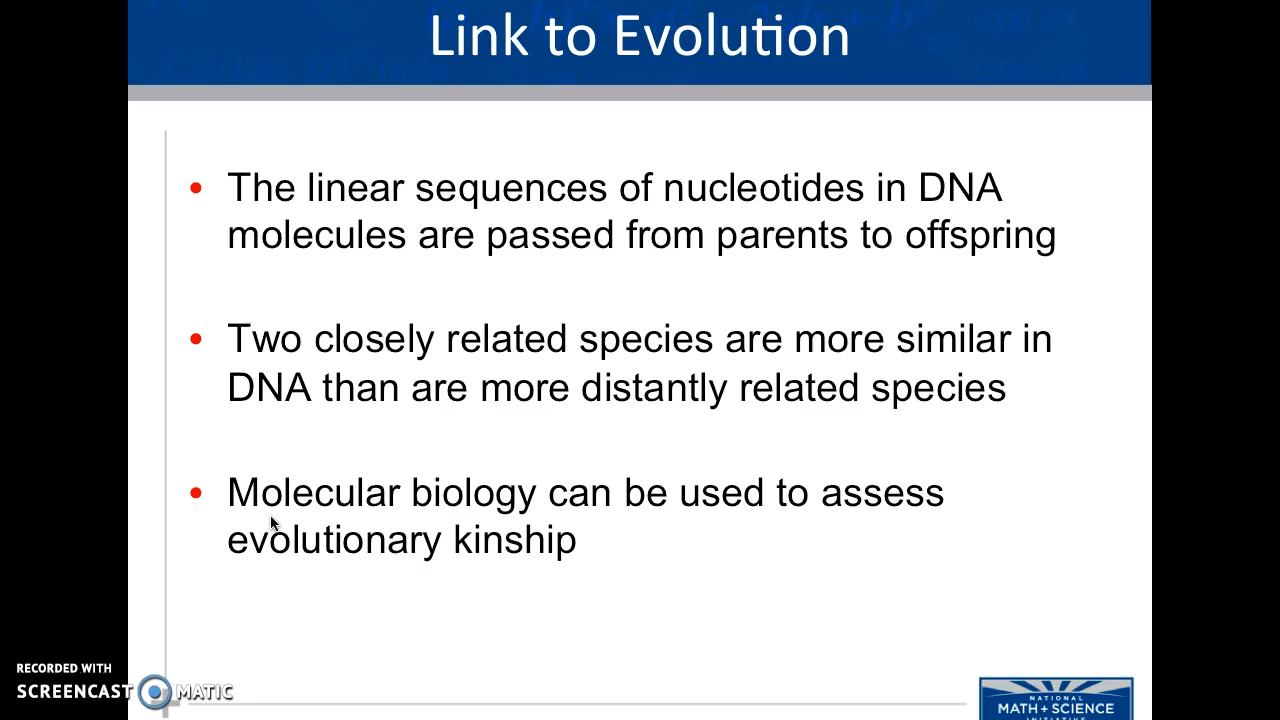 Link to Evolution
• The linear sequences of nucleotides in DNA
molecules are passed from parents to offspring
• Two closely related species are more similar in
DNA than are more distantly related species
• Molecular biology can be used to assess
evolutionary kinship
RECORDED WITH
SCREENCAST MATIC
NATIONAL
MATH + SCIENCE
INITIATIVE